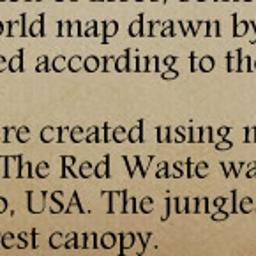 orld map drawn by
ed according to the
re created using
The Red Waste wa
o, USA. The jungle
est canopy.